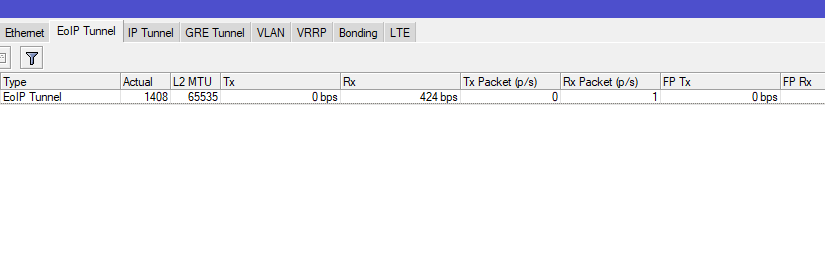 Ethernet EoIP Tunnel IP Tunnel GRE Tunnel VLAN VRRP Bonding LTE
Type Actual L2 MTU Tx Rx Tx Packet (p/s) Rx Packet (p/s) FP Tx FP Rx
EoIP Tunnel 1408 65535 0 bps 424 bps 0 1 0 bps